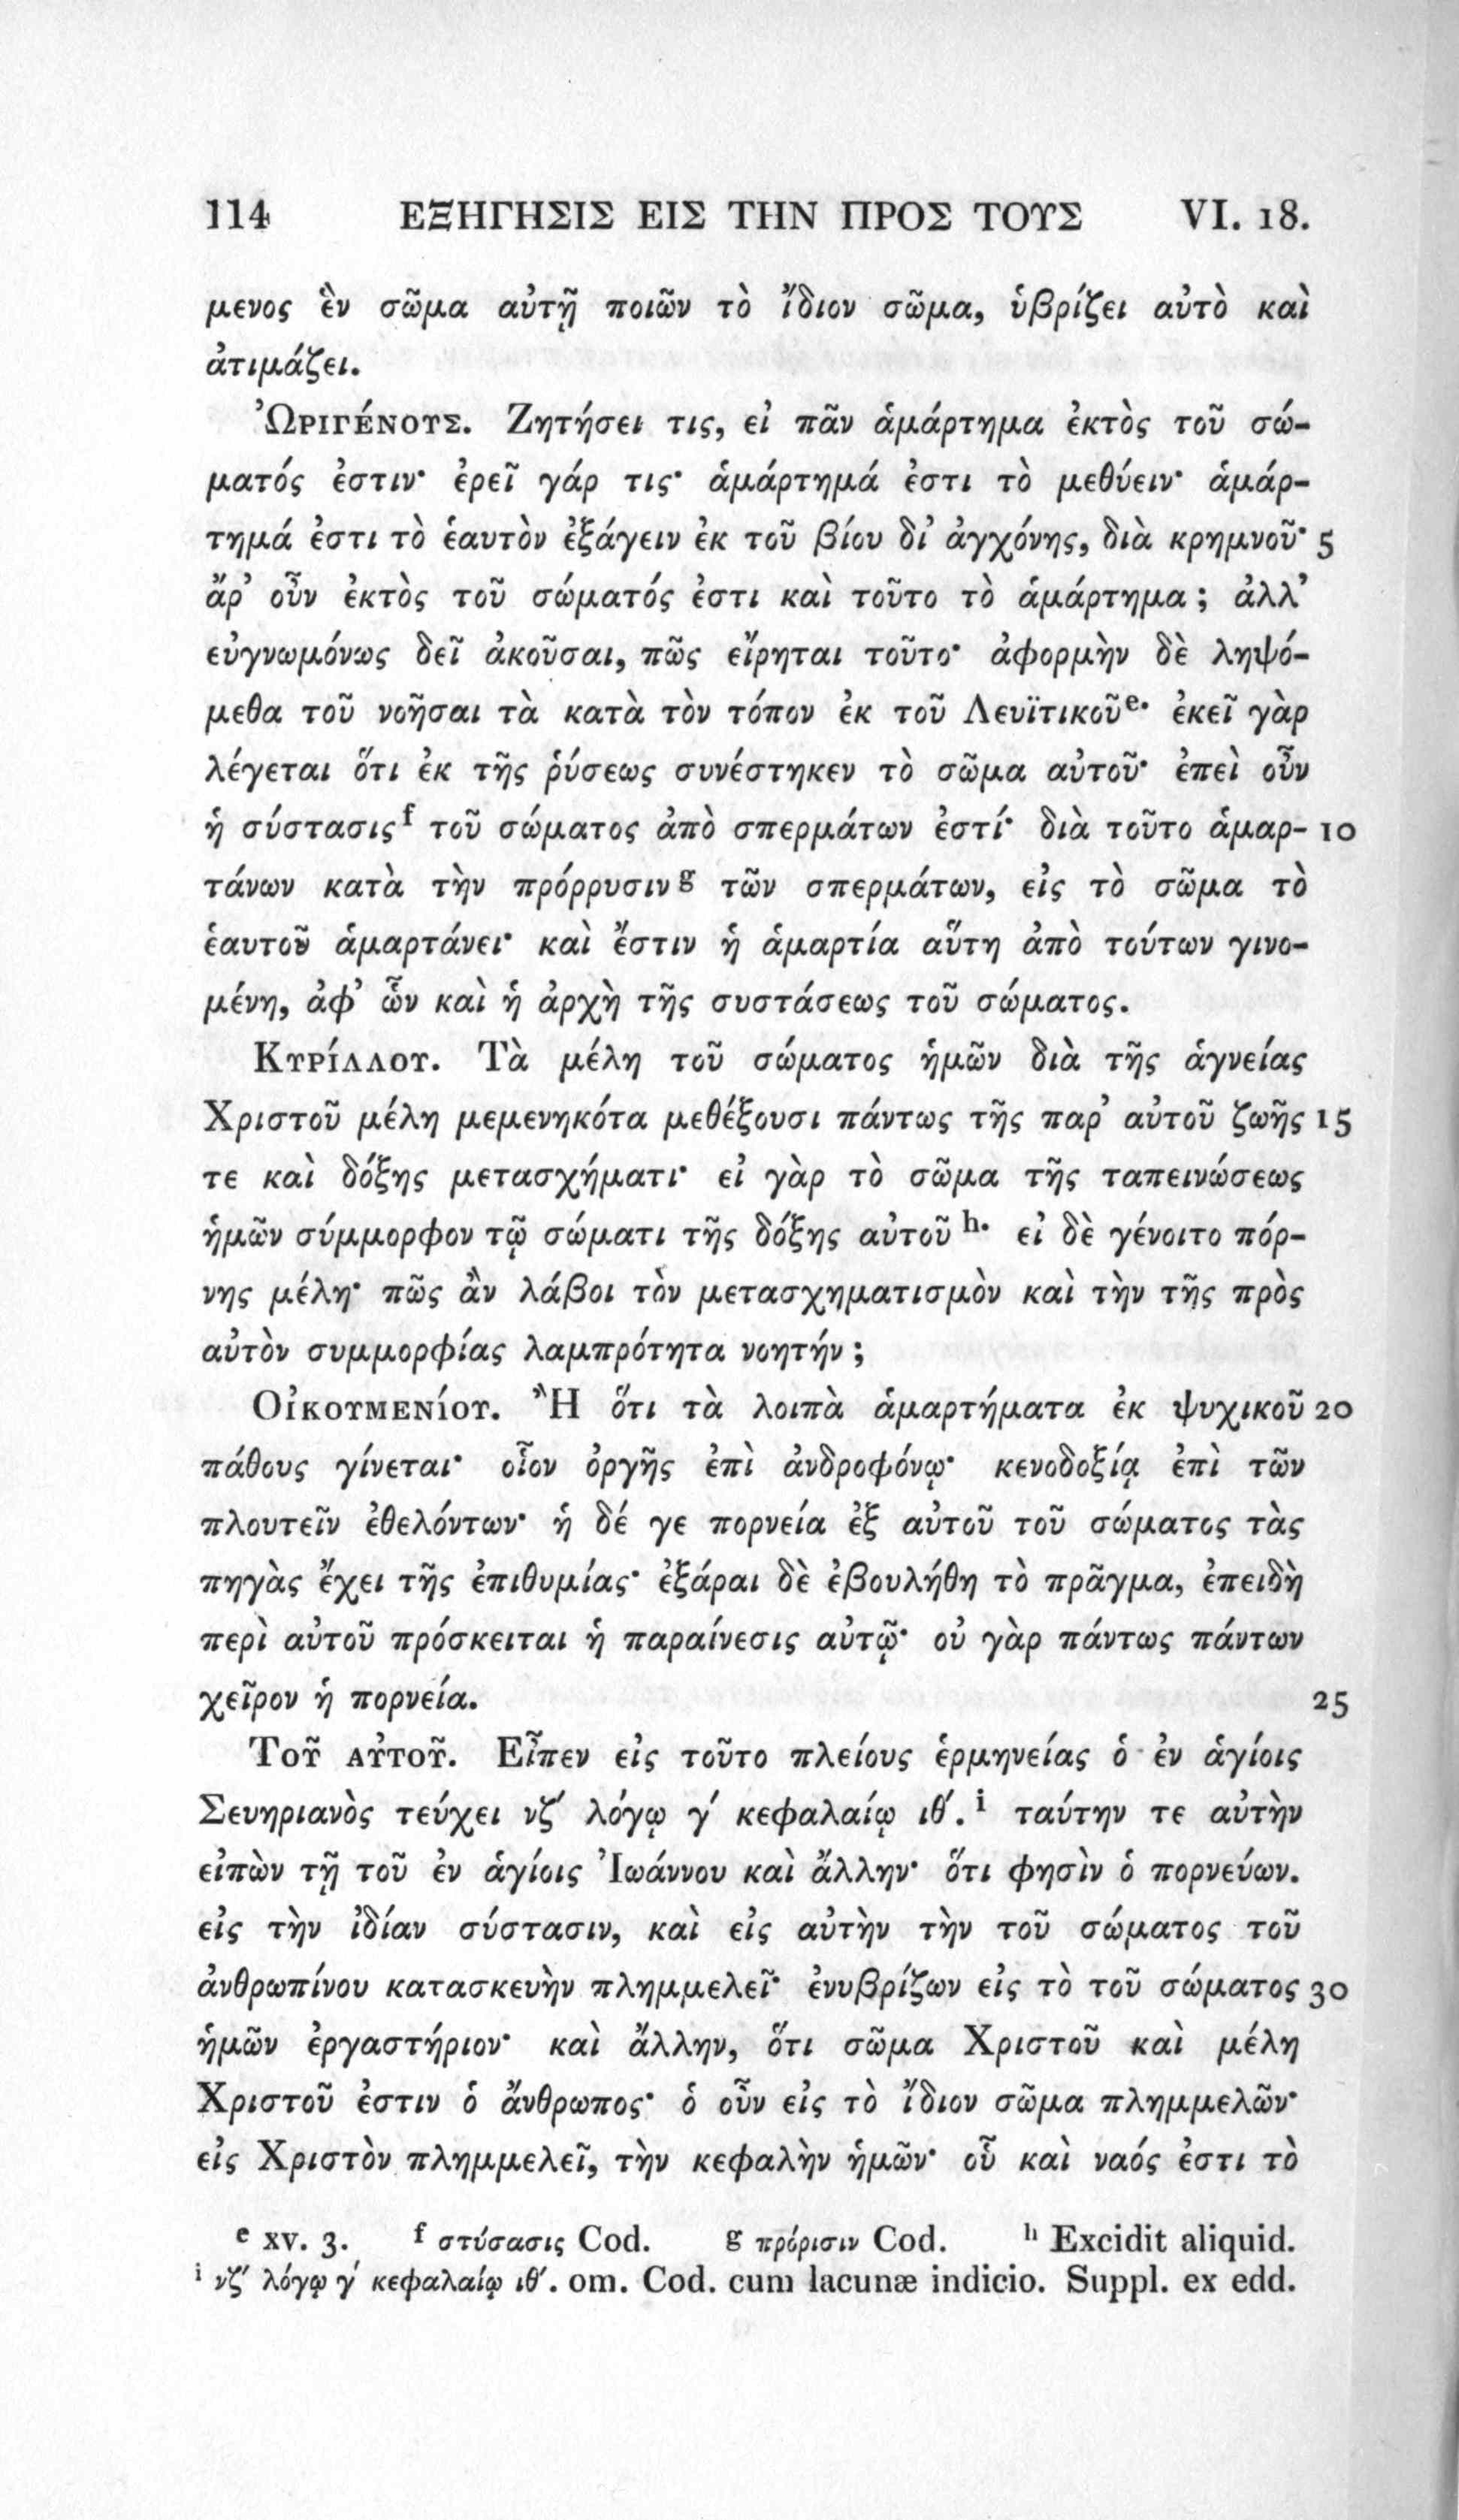 114 ΕΞΗΓΗΣΙΣ ΕΙΣ ΤΗΝ ΠΡΟΣ ΤΟΥΣ VI. 18.
μενος ἓν σῶμα αὐτῇ ποιῶν τὸ ἴδιον σῶμα, ὑβρίζει αὐτὸ καὶ
ἀτιμάζει.
ὨΡΙΓΈΝΟΥΣ. Ζητήσει τις, εἰ πᾶν ἁμάρτημα ἐκτὸς τοῦ σώ-
ματός ἐστιν· ἐρεῖ γάρ τις· ἁμάρτημά ἐστι τὸ μεθύειν· ἁμάρ-
τημά ἐστι τὸ ἑαυτὸν ἐξάγειν ἐκ τοῦ βίου δι’ ἀγχόνης, διὰ κρημνοῦ· 5
ἆρ’ οὖν ἐκτὸς τοῦ σώματός ἐστι καὶ τοῦτο τὸ ἁμάρτημα; ἀλλ’
εὐγνωμόνως δεῖ ἀκοῦσαι, πῶς εἴρηται τοῦτο· ἀφορμὴν δὲ ληψό-
μεθα τοῦ νοῆσαι τὰ κατὰ τὸν τόπον ἐκ τοῦ Λευϊτικοῦ e· ἐκεῖ γὰρ
λέγεται ὅτι ἐκ τῆς ῥύσεως συνέστηκεν τὸ σῶμα αὐτοῦ· ἐπεὶ οὖν
ἡ σύστασις f τοῦ σώματος ἀπὸ σπερμάτων ἐστί· διὰ τοῦτο ἁμαρ- 10
τάνων κατὰ τὴν πρόρρυσιν g τῶν σπερμάτων, εἰς τὸ σῶμα τὸ
ἑαυτοῦ ἁμαρτάνει· καὶ ἔστιν ἡ ἁμαρτία αὕτη ἀπὸ τούτων γινο-
μένη, ἀφ’ ὧν καὶ ἡ ἀρχὴ τῆς συστάσεως τοῦ σώματος.
ΚΥΡΊΛΛΟΥ. Τὰ μέλη τοῦ σώματος ἡμῶν διὰ τῆς ἁγνείας
Χριστοῦ μέλη μεμενηκότα μεθέξουσι πάντως τῆς παρ’ αὐτοῦ ζωῆς 15
τε καὶ δόξης μετασχήματι· εἰ γὰρ τὸ σῶμα τῆς ταπεινώσεως
ἡμῶν σύμμορφον τῷ σώματι τῆς δόξης αὐτοῦ h· εἰ δὲ γένοιτο πόρ-
νης μέλη· πῶς ἂν λάβοι τὸν μετασχηματισμὸν καὶ τὴν τῆς πρὸς
αὐτὸν συμμορφίας λαμπρότητα νοητήν;
ΟἸΚΟΥΜΕΝΊΟΥ. Ἢ ὅτι τὰ λοιπὰ ἁμαρτήματα ἐκ ψυχικοῦ 20
πάθους γίνεται· οἷον ὀργῆς ἐπὶ ἀνδροφόνῳ· κενοδοξίᾳ ἐπὶ τῶν
πλουτεῖν ἐθελόντων· ἡ δέ γε πορνεία ἐξ αὐτοῦ τοῦ σώματος τὰς
πηγὰς ἔχει τῆς ἐπιθυμίας· ἐξάραι δὲ ἐβουλήθη τὸ πρᾶγμα, ἐπειδὴ
περὶ αὐτοῦ πρόσκειται ἡ παραίνεσις αὐτῷ· οὐ γὰρ πάντως πάντων
χεῖρον ἡ πορνεία. 25
ΤΟΥ͂ ΑὐΤΟΥ͂. Εἶπεν εἰς τοῦτο πλείους ἑρμηνείας ὁ ἐν ἁγίοις
Σευηριανὸς τεύχει νζ′ λόγῳ γ′ κεφαλαίῳ ιθ′. i ταύτην τε αὐτὴν
εἰπὼν τῇ τοῦ ἐν ἁγίοις Ἰωάννου καὶ ἄλλην· ὅτι φησὶν ὁ πορνεύων.
εἰς τὴν ἰδίαν σύστασιν, καὶ εἰς αὐτὴν τὴν τοῦ σώματος τοῦ
ἀνθρωπίνου κατασκευὴν πλημμελεῖ· ἐνυβρίζων εἰς τὸ τοῦ σώματος 30
ἡμῶν ἐργαστήριον· καὶ ἄλλην, ὅτι σῶμα Χριστοῦ καὶ μέλη
Χριστοῦ ἐστιν ὁ ἄνθρωπος· ὁ οὖν εἰς τὸ ἴδιον σῶμα πλημμελῶν·
εἰς Χριστὸν πλημμελεῖ, τὴν κεφαλὴν ἡμῶν· οὗ καὶ ναός ἐστι τὸ
e xv. 3. f στύσασις Cod. g πρόρισιν Cod. h Excidit aliquid.
i νζ′ λόγῳ γ′ κεφαλαίῳ ιθ′. om. Cod. cum lacunæ indicio. Suppl. ex edd.